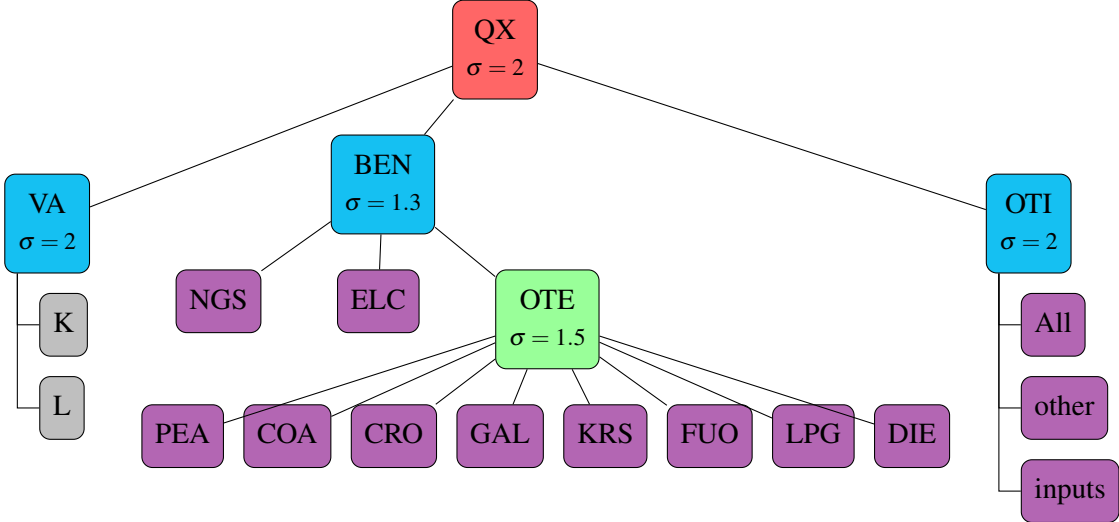 QX
σ = 2
BEN
σ = 1.3
VA
σ = 2
OTI
σ = 2
NGS
ELC
OTE
σ = 1.5
K
All
L
other
PEA
COA
CRO
GAL
KRS
FUO
LPG
DIE
inputs